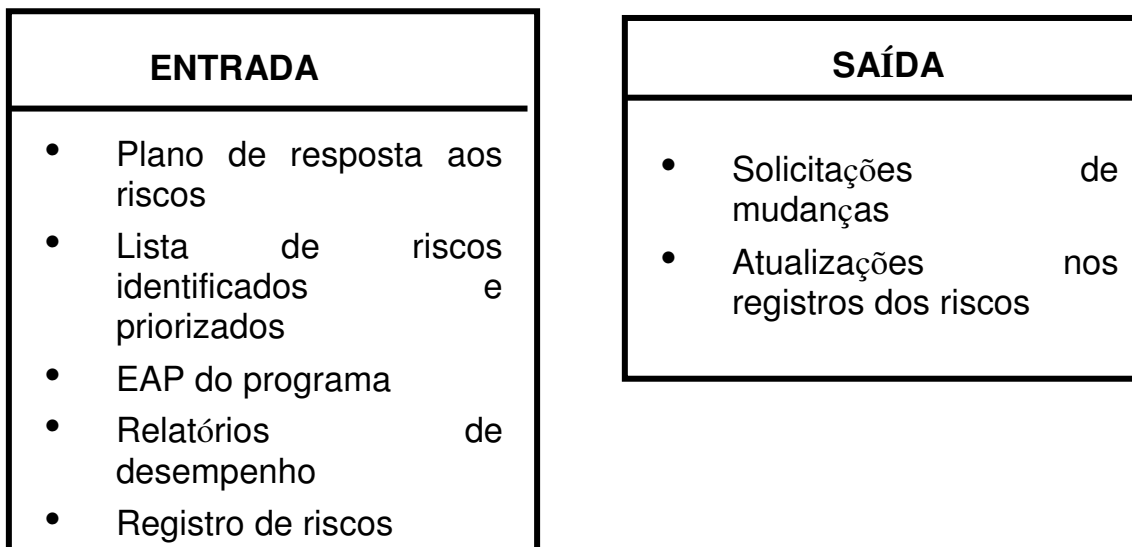 ENTRADA
• Plano de resposta aos
riscos
• Lista de riscos
identificados e
priorizados
• EAP do programa
• Relatórios de
desempenho
• Registro de riscos
SAÍDA
• Solicitações de
mudanças
• Atualizações nos
registros dos riscos